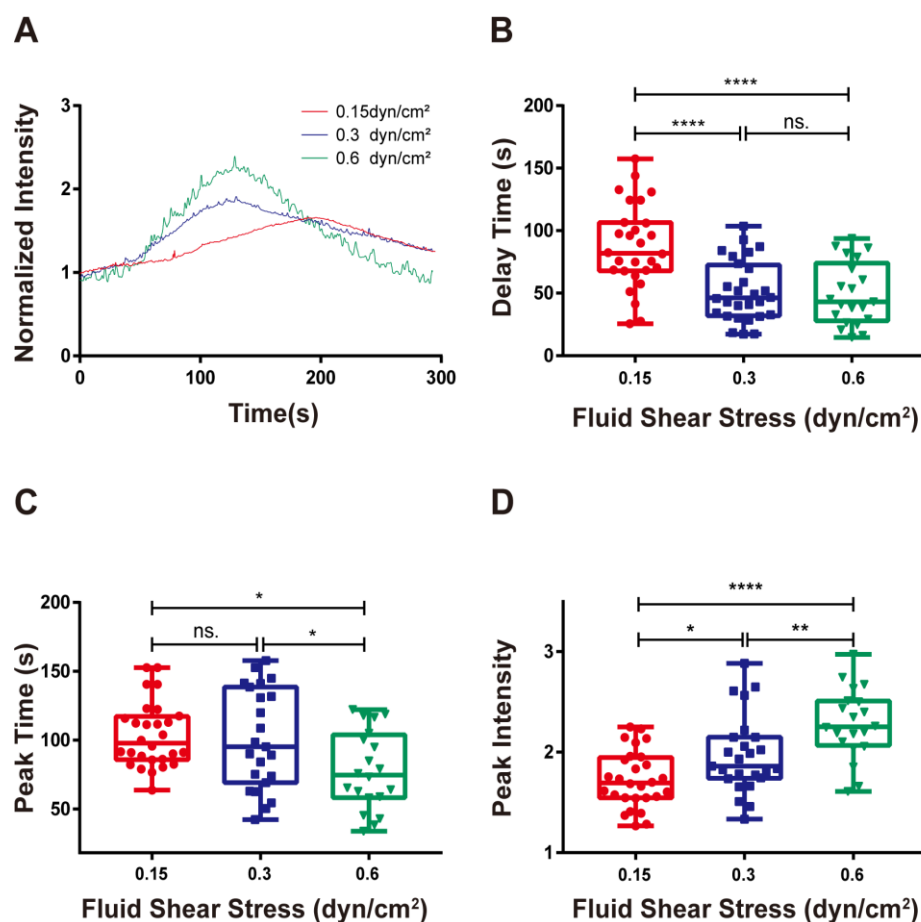 A
Normalized Intensity
3
2
1
0
0
100
200
300
Time(s)
0.15dyn/cm²
0.3 dyn/cm²
0.6 dyn/cm²
B
Delay Time (s)
200
150
100
50
0
****
****
ns.
0.15
0.3
0.6
Fluid Shear Stress (dyn/cm²)
C
Peak Time (s)
200
150
100
50
*
ns.
*
0.15
0.3
0.6
Fluid Shear Stress (dyn/cm²)
D
Peak Intensity
3
2
1
****
*
**
0.15
0.3
0.6
Fluid Shear Stress (dyn/cm²)